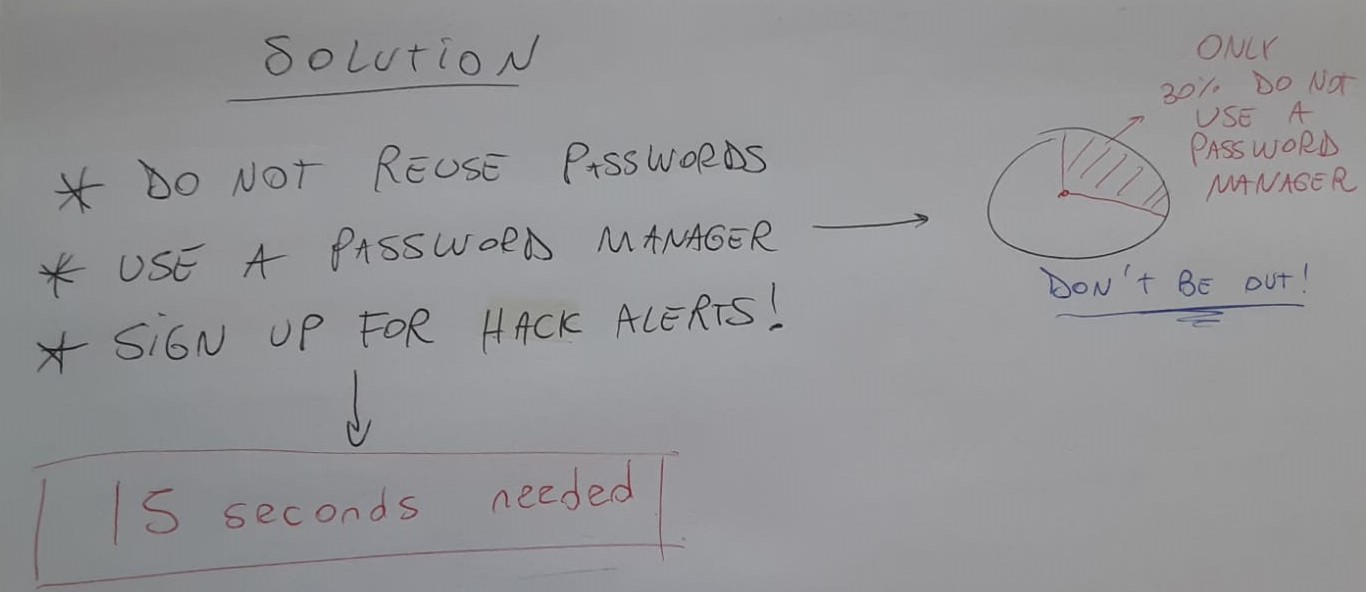 SOLUTION
* DO NOT REUSE PASSWORDS
* USE A PASSWORD MANAGER
* SIGN UP FOR HACK ALERTS!
15 seconds needed
ONLY
30% DO NOT
USE A
PASSWORD
MANAGER
DON'T BE OUT!